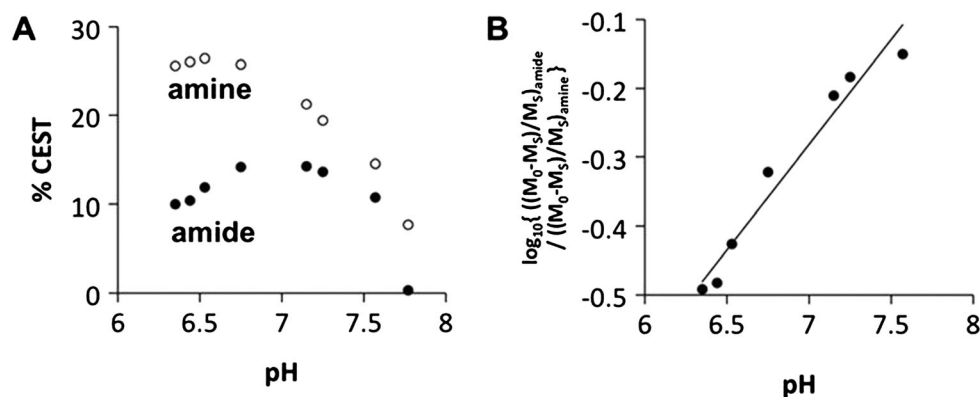 A
30
20
10
0
% CEST
amine
amide
6
6.5
7
7.5
8
pH
B
-0.1
-0.2
-0.3
-0.4
-0.5
log₁₀{ ((M₀-Mₛ)/Mₛ)amide
/ ((M₀-Mₛ)/Mₛ)amine}
6
6.5
7
7.5
8
pH